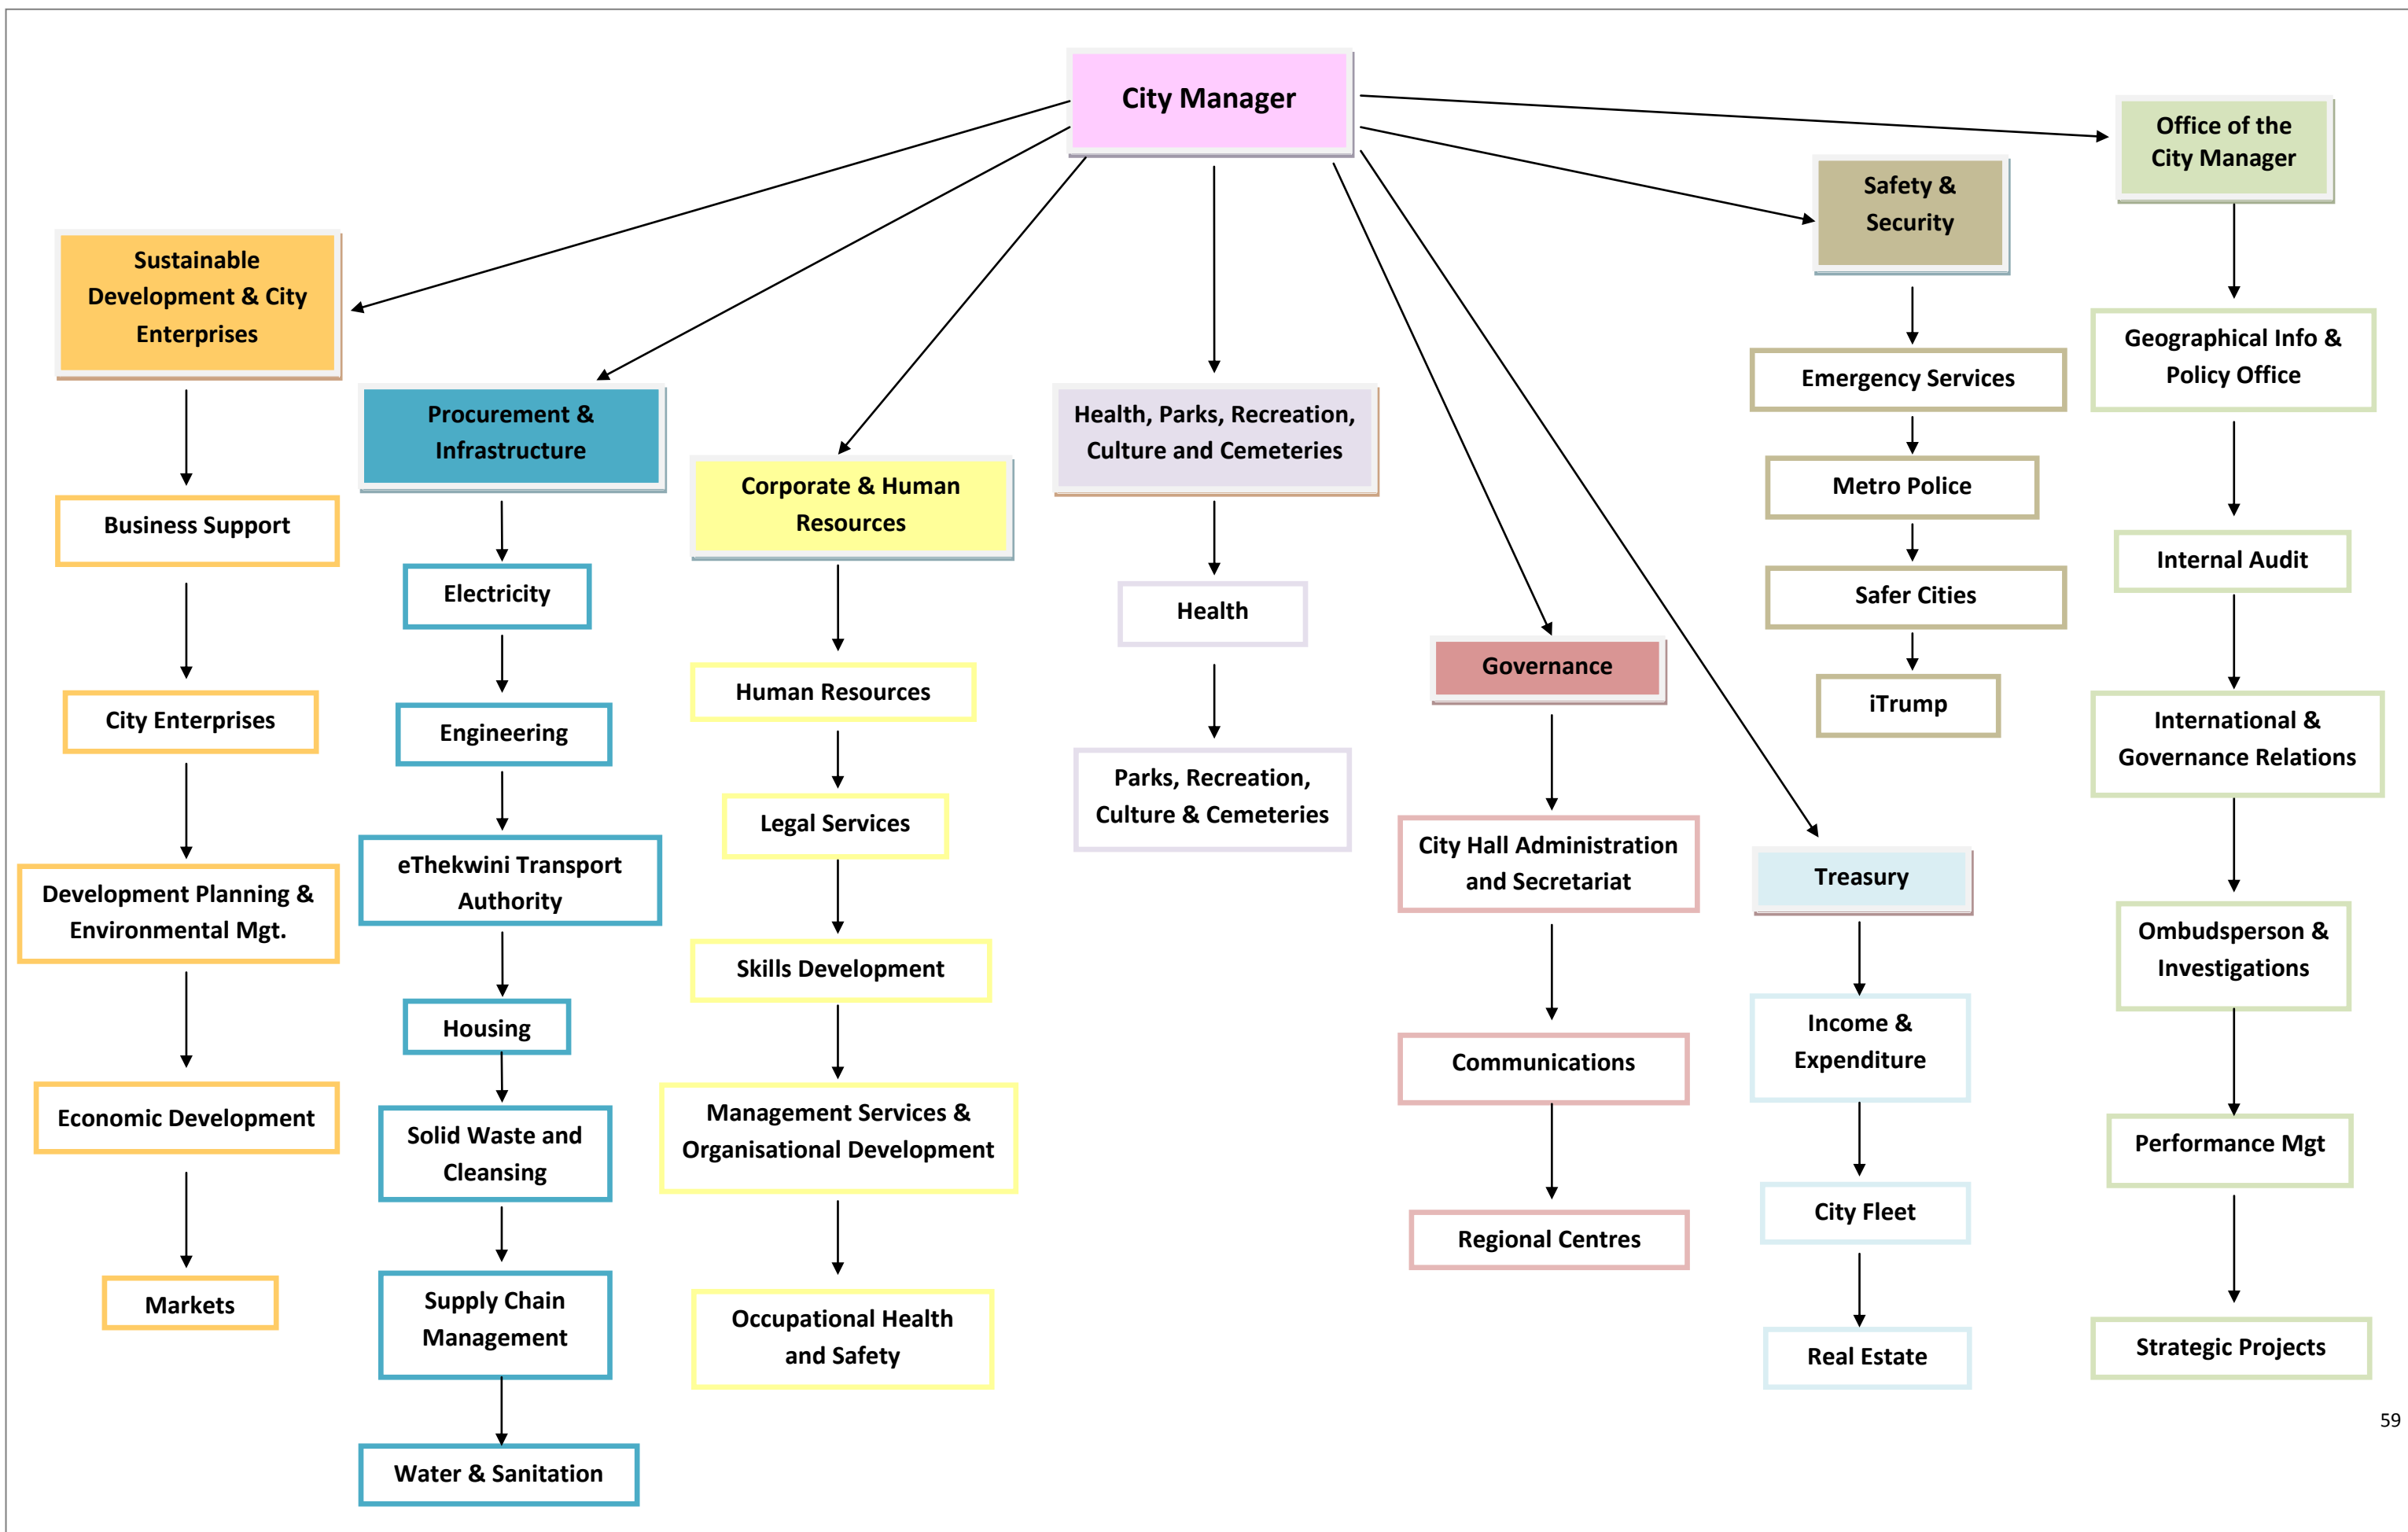 City Manager
Office of the
City Manager
Safety &
Security
Sustainable
Development & City
Enterprises
Procurement &
Infrastructure
Corporate & Human
Resources
Health, Parks, Recreation,
Culture and Cemeteries
Governance
Treasury
Business Support
City Enterprises
Development Planning &
Environmental Mgt.
Economic Development
Markets
Electricity
Engineering
eThekwini Transport
Authority
Housing
Solid Waste and
Cleansing
Supply Chain
Management
Water & Sanitation
Human Resources
Legal Services
Skills Development
Management Services &
Organisational Development
Occupational Health
and Safety
Health
Parks, Recreation,
Culture & Cemeteries
City Hall Administration
and Secretariat
Communications
Regional Centres
Income &
Expenditure
City Fleet
Real Estate
Emergency Services
Metro Police
Safer Cities
iTrump
Geographical Info &
Policy Office
Internal Audit
International &
Governance Relations
Ombudsperson &
Investigations
Performance Mgt
Strategic Projects
59